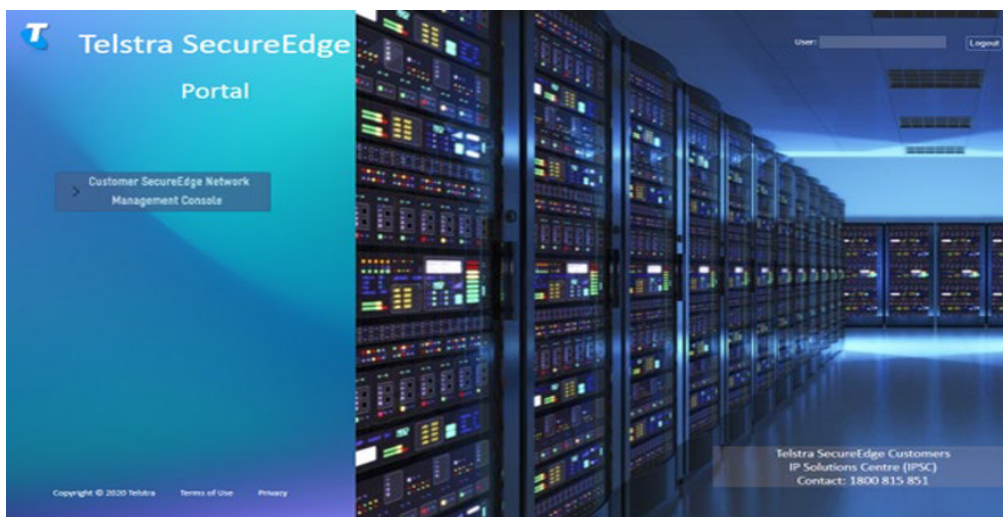 Telstra SecureEdge
Portal
User:
Logout
Customer SecureEdge Network
Management Console
Telstra SecureEdge Customers
IP Solutions Centre (IPSC)
Contact: 1800 815 851
Copyright © 2020 Telstra Terms of Use Privacy